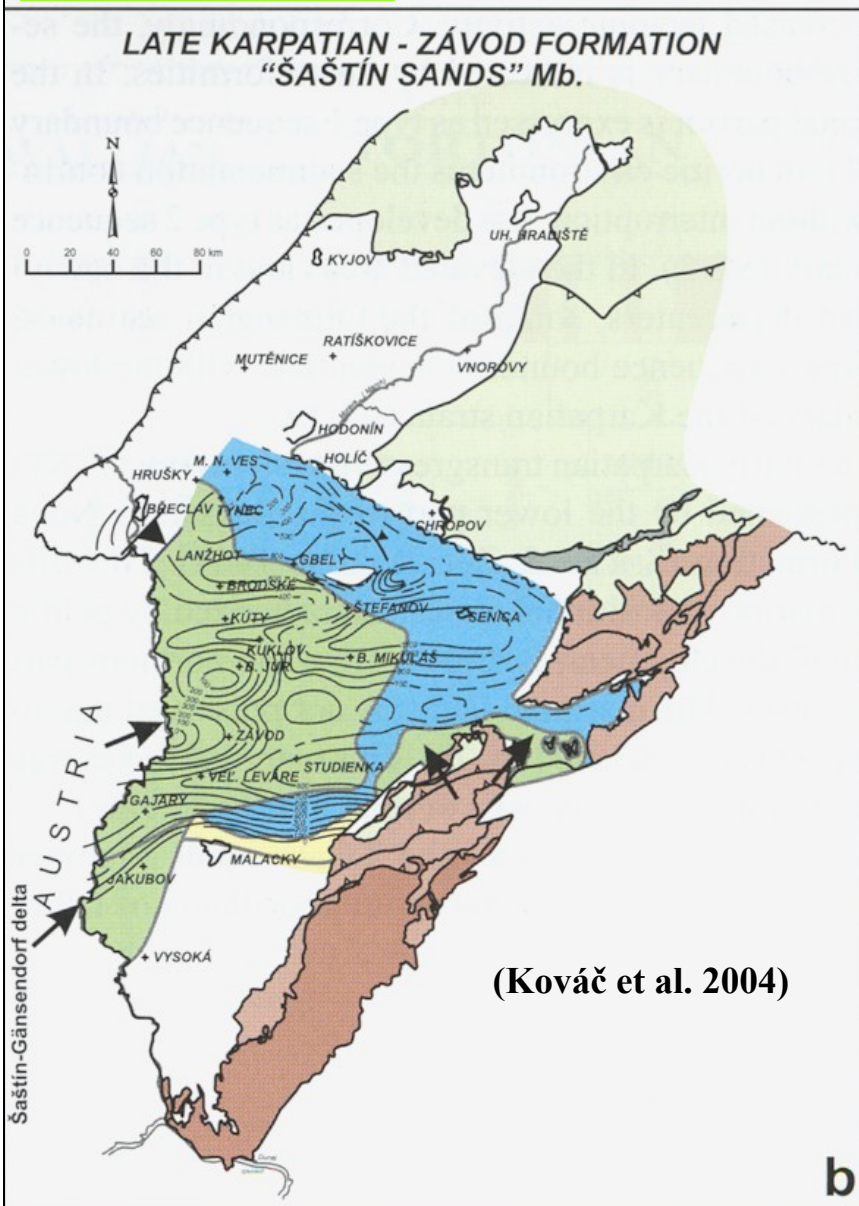 LATE KARPATIAN - ZÁVOD FORMATION
“ŠAŠTÍN SANDS” Mb.
N
0 20 40 60 80 km
UH. HRADIŠTĚ
KYJOV
RATÍŠKOVICE
MUTĚNICE
VNOROVY
HODONÍN
HOLÍČ
M. N. VES
HRUŠKY
BŘECLAV
TÝNEC
CHROPOV
LANŽHOT
GBELY
BRODSKÉ
ŠTEFANOV
SENICA
KÚTY
KUKLOV
B. JUR
B. MIKULÁŠ
ZÁVOD
STUDIENKA
VEĽ. LEVÁRE
GAJARY
AUSTRIA
MALACKY
JAKUBOV
VYSOKÁ
Šaštín-Gänsendorf delta
(Kováč et al. 2004)
Dunaj
b